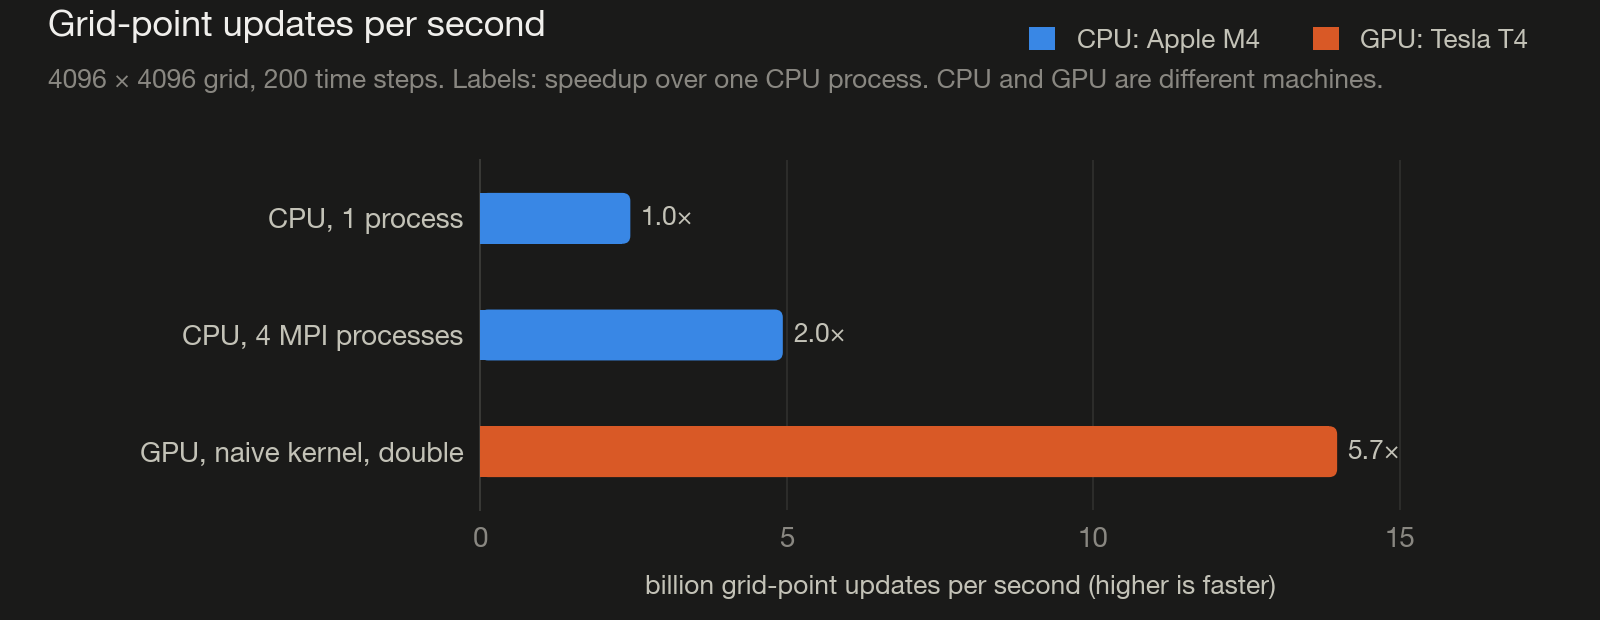 Grid-point updates per second
CPU: Apple M4
GPU: Tesla T4
4096 × 4096 grid, 200 time steps. Labels: speedup over one CPU process. CPU and GPU are different machines.
CPU, 1 process
1.0×
CPU, 4 MPI processes
2.0×
GPU, naive kernel, double
5.7×
0 5 10 15
billion grid-point updates per second (higher is faster)